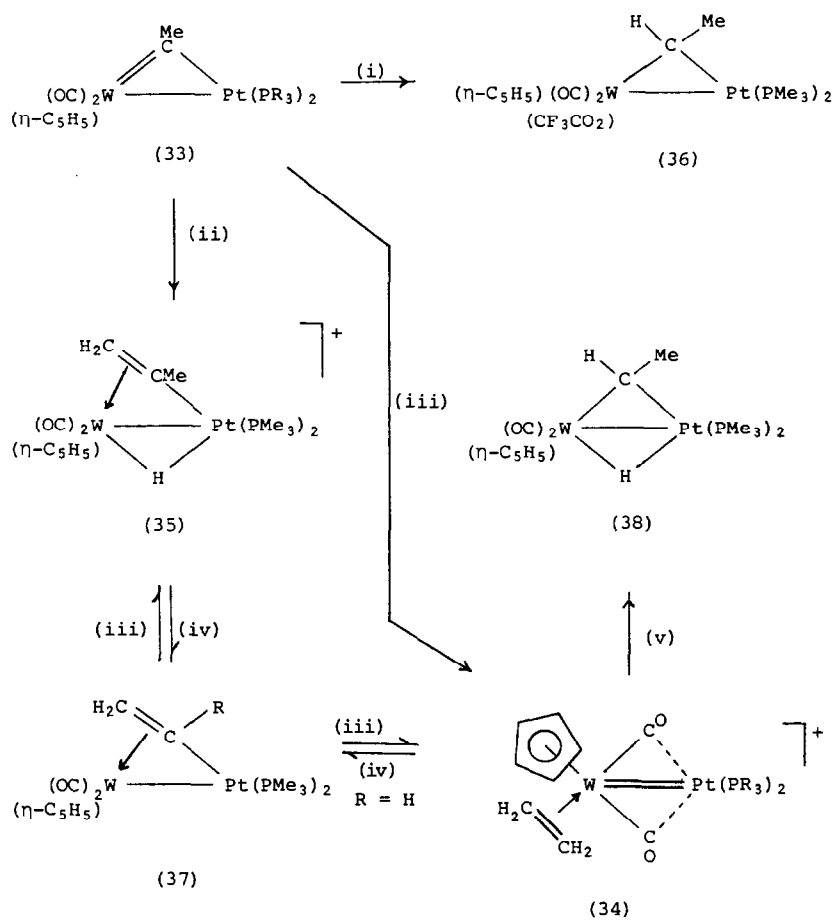 Me
C
(OC)₂W
Pt(PR₃)₂
(η-C₅H₅)
(33)
(i)
H
Me
C
(η-C₅H₅)(OC)₂W
Pt(PMe₃)₂
(CF₃CO₂)
(36)
(ii)
(iii)
H₂C
CMe
+
(OC)₂W
Pt(PMe₃)₂
(η-C₅H₅)
H
(35)
H
Me
C
(OC)₂W
Pt(PMe₃)₂
(η-C₅H₅)
H
(38)
(iii)
(iv)
(v)
H₂C
R
C
(OC)₂W
Pt(PMe₃)₂
(η-C₅H₅)
(37)
(iii)
(iv)
R = H
CO
+
W
Pt(PR₃)₂
H₂C
CH₂
C
O
(34)